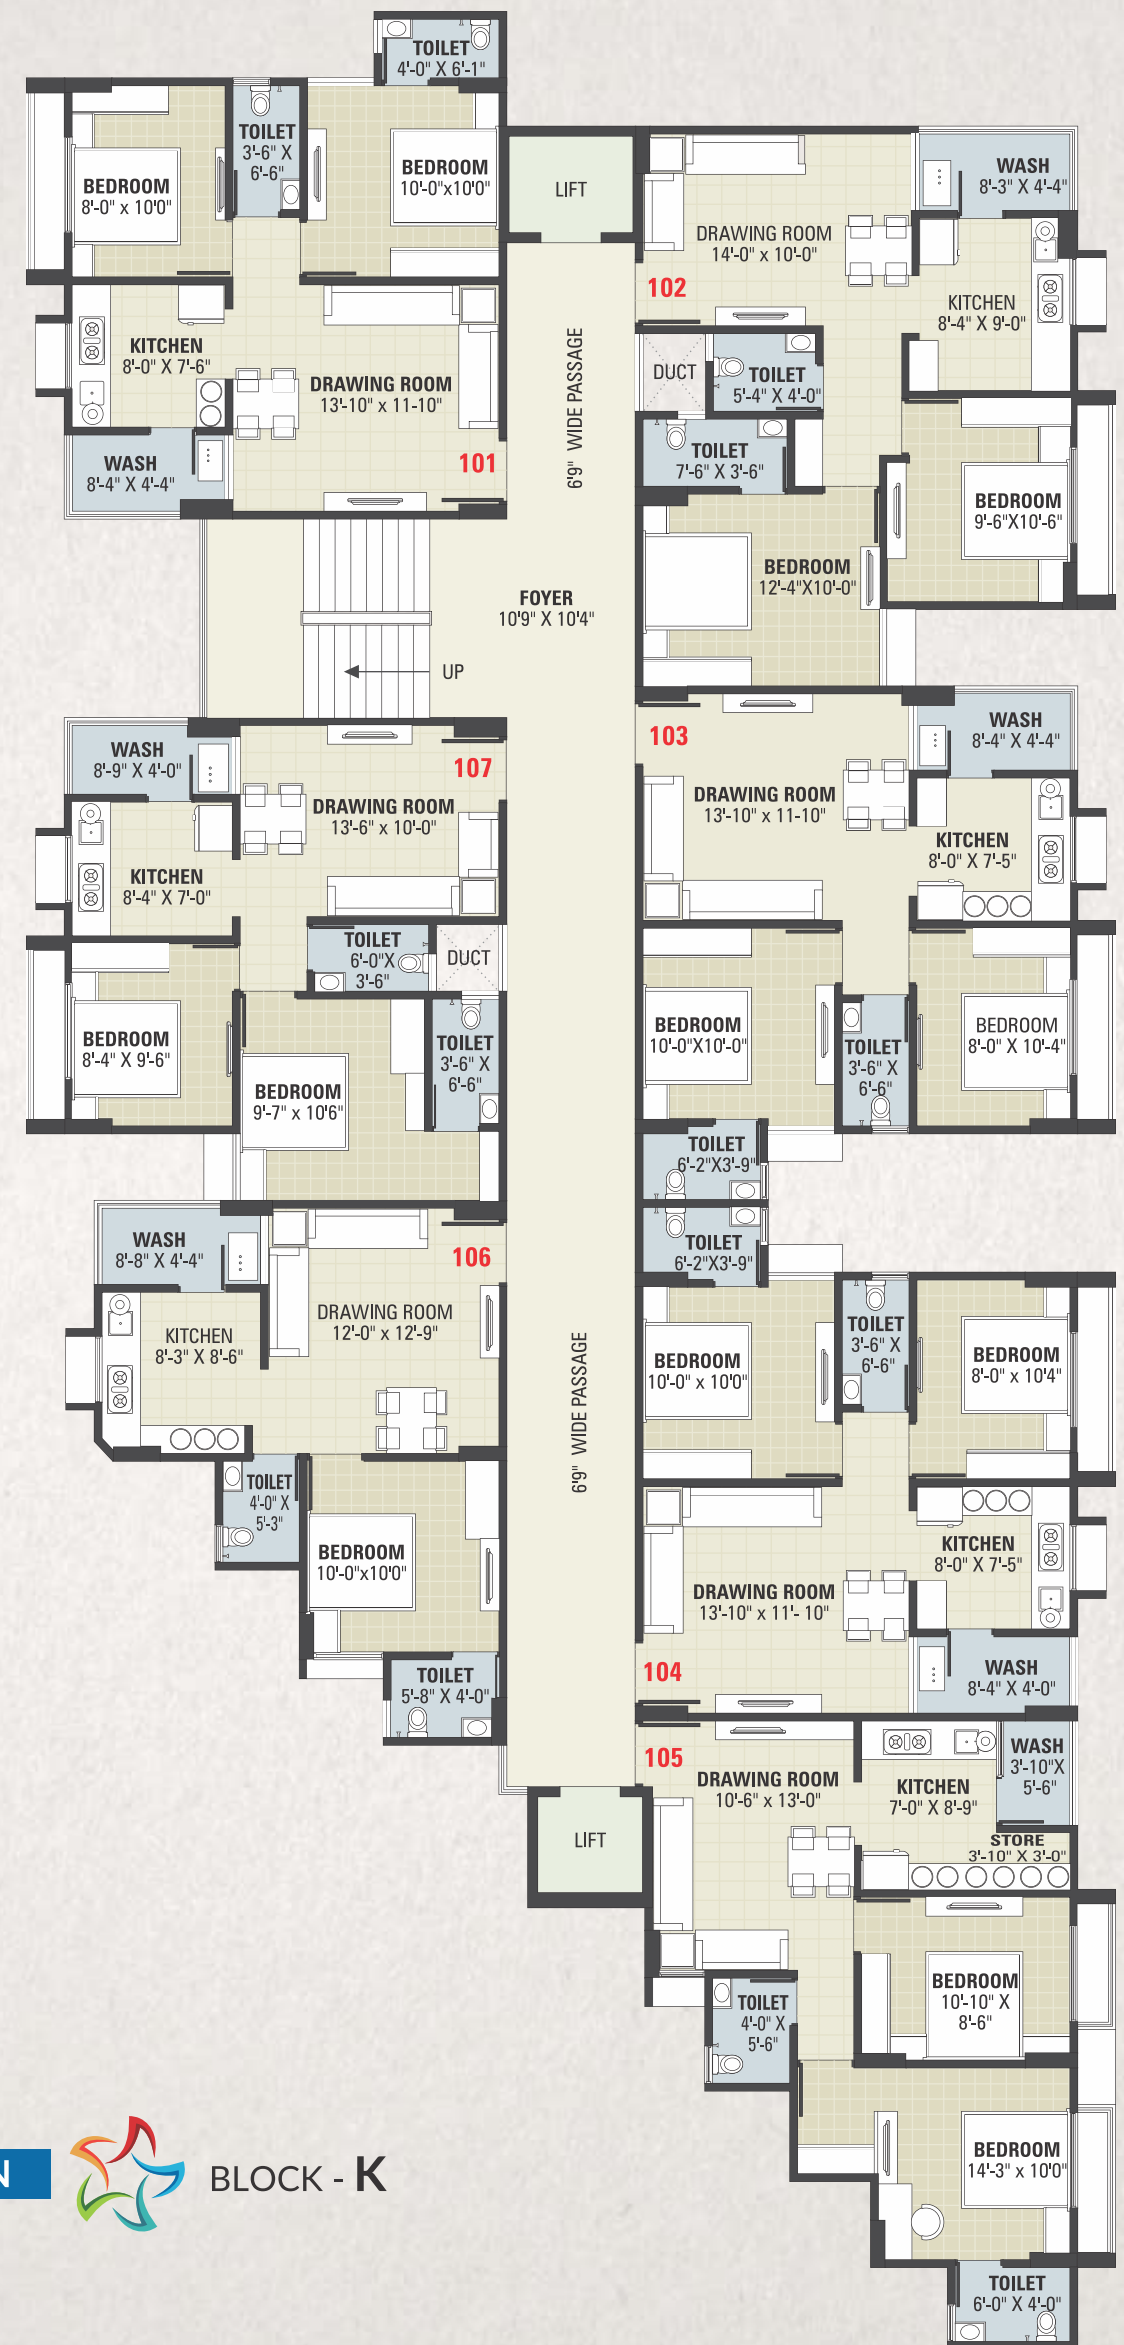 TOILET
4'-0" X 6'-1"
TOILET
3'-6" X
6'-6"
BEDROOM
8'-0" x 10'0"
BEDROOM
10'-0"x10'0"
KITCHEN
8'-0" X 7'-6"
DRAWING ROOM
13'-10" x 11-10"
WASH
8'-4" X 4'-4"
101
LIFT
6'9" WIDE PASSAGE
DRAWING ROOM
14'-0" x 10'-0"
WASH
8'-3" X 4'-4"
102
KITCHEN
8'-4" X 9'-0"
DUCT
TOILET
5'-4" X 4'-0"
TOILET
7'-6" X 3'-6"
BEDROOM
9'-6"X10'-6"
BEDROOM
12'-4"X10'-0"
FOYER
10'9" X 10'4"
UP
103
WASH
8'-4" X 4'-4"
DRAWING ROOM
13'-10" x 11-10"
KITCHEN
8'-0" X 7'-5"
BEDROOM
10'-0"X10'-0"
TOILET
3'-6" X
6'-6"
BEDROOM
8'-0" X 10'-4"
TOILET
6'-2"X3'-9"
WASH
8'-9" X 4'-0"
107
DRAWING ROOM
13'-6" x 10'-0"
KITCHEN
8'-4" X 7'-0"
TOILET
6'-0"X
3'-6"
DUCT
BEDROOM
8'-4" X 9'-6"
BEDROOM
9'-7" x 10'6"
TOILET
3'-6" X
6'-6"
WASH
8'-8" X 4'-4"
106
DRAWING ROOM
12'-0" x 12'-9"
KITCHEN
8'-3" X 8'-6"
TOILET
4'-0" X
5'-3"
BEDROOM
10'-0"x10'0"
TOILET
5'-8" X 4'-0"
6'9" WIDE PASSAGE
TOILET
6'-2"X3'-9"
BEDROOM
10'-0" x 10'0"
TOILET
3'-6" X
6'-6"
BEDROOM
8'-0" x 10'4"
KITCHEN
8'-0" X 7'-5"
DRAWING ROOM
13'-10" x 11'- 10"
104
WASH
8'-4" X 4'-0"
105
DRAWING ROOM
10'-6" x 13'-0"
KITCHEN
7'-0" X 8'-9"
WASH
3'-10"X
5'-6"
STORE
3'-10" X 3'-0"
LIFT
BEDROOM
10'-10" X
8'-6"
TOILET
4'-0" X
5'-6"
BEDROOM
14'-3" x 10'0"
TOILET
6'-0" X 4'-0"
N
BLOCK - K